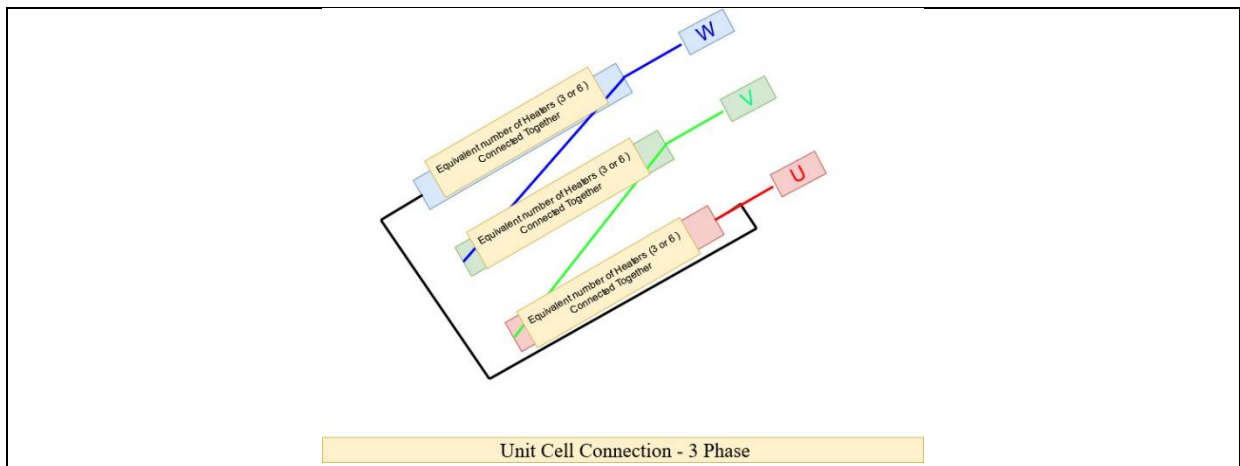 W
Equivalent number of Heaters (3 or 6 )
Connected Together
V
Equivalent number of Heaters (3 or 6 )
Connected Together
U
Equivalent number of Heaters (3 or 6 )
Connected Together
Unit Cell Connection - 3 Phase